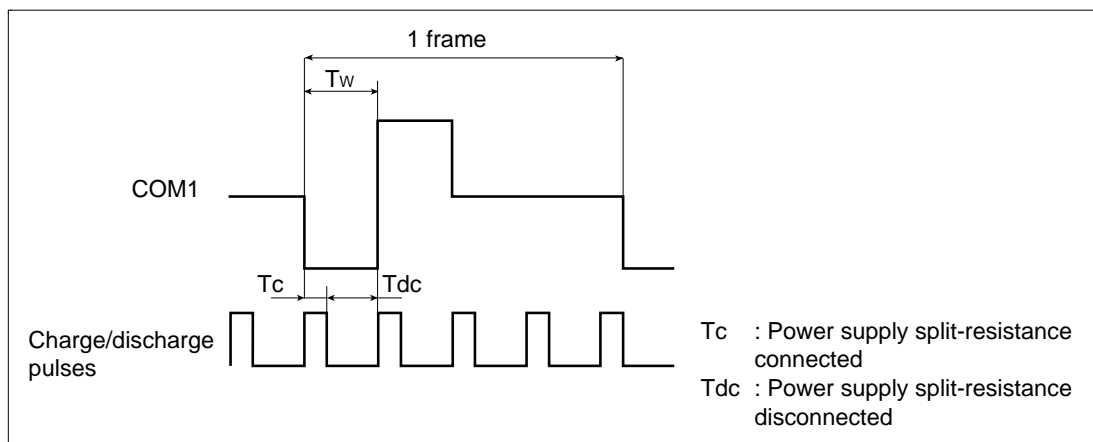 1 frame
Tw
COM1
Tc
Tdc
Charge/discharge
pulses
Tc : Power supply split-resistance
connected
Tdc : Power supply split-resistance
disconnected